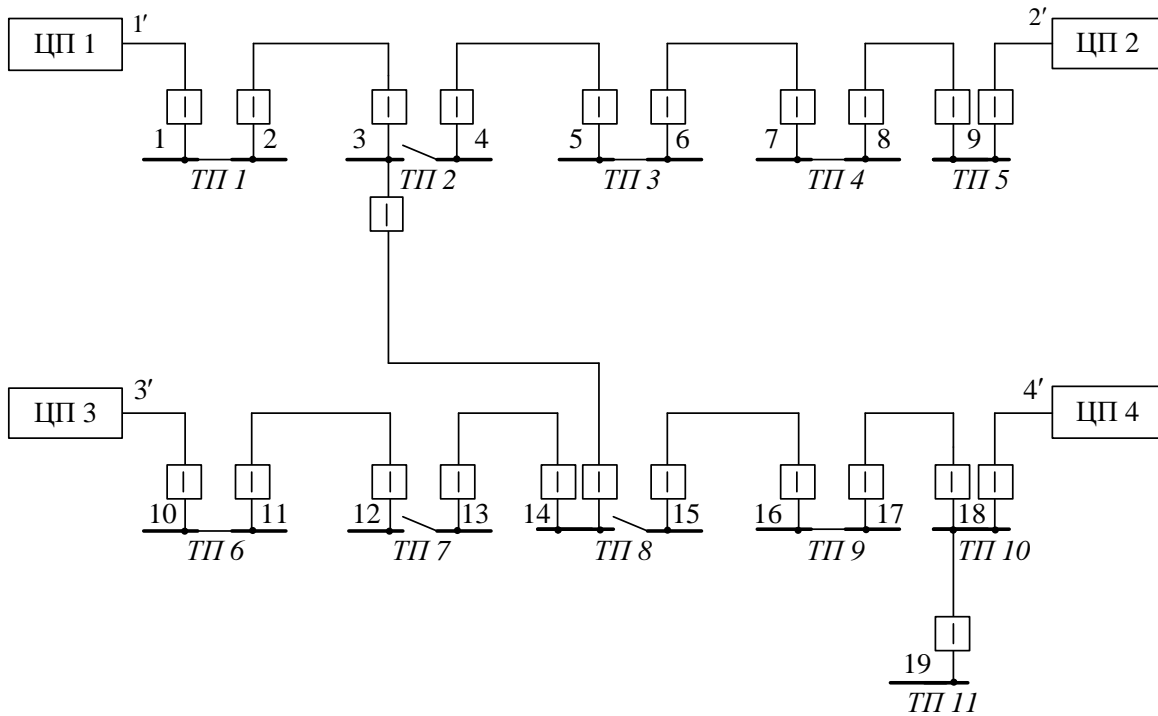 1′ 2′
ЦП 1 ЦП 2
1 2 3 4 5 6 7 8 9
ТП 1 ТП 2 ТП 3 ТП 4 ТП 5
3′ 4′
ЦП 3 ЦП 4
10 11 12 13 14 15 16 17 18
ТП 6 ТП 7 ТП 8 ТП 9 ТП 10
19
ТП 11